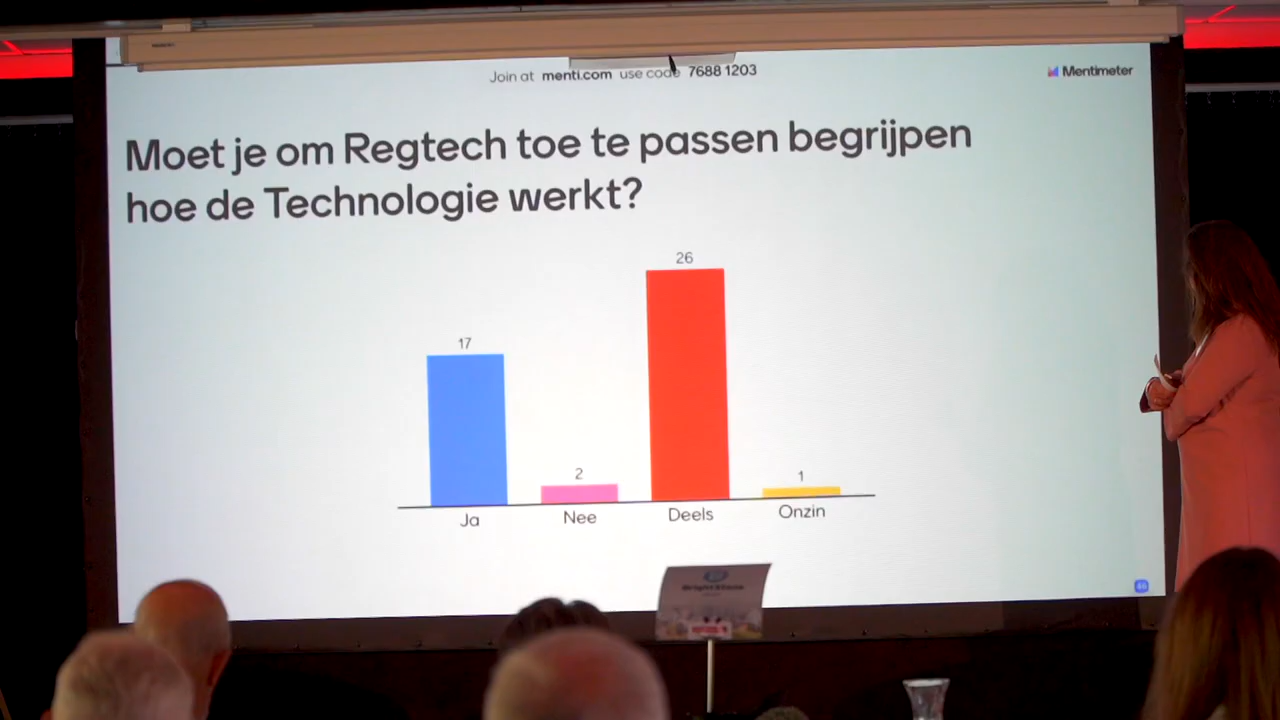 Join at menti.com use code 7688 1203
Mentimeter
Moet je om Regtech toe te passen begrijpen
hoe de Technologie werkt?
26
17
2
1
Ja
Nee
Deels
Onzin